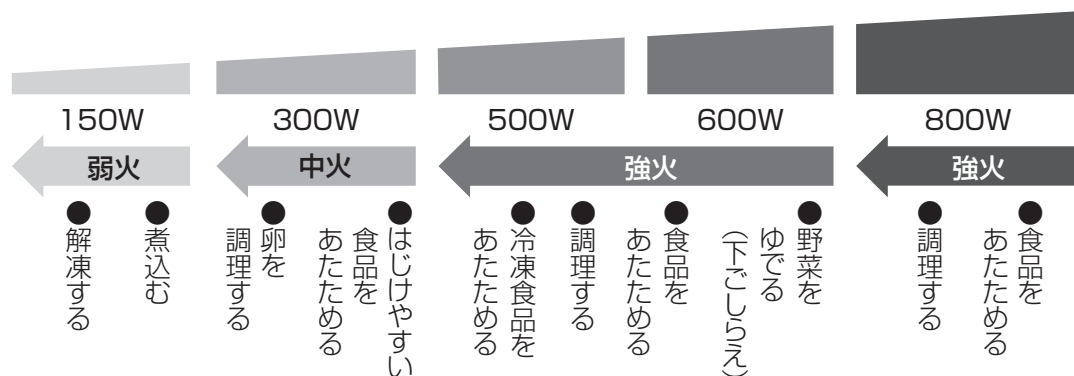 150W
300W
500W
600W
800W
弱火
中火
強火
強火
解凍する
煮込む
卵を
調理する
はじけやすい
食品を
あたためる
冷凍食品を
あたためる
調理する
食品を
あたためる
野菜を
ゆでる
(下ごしらえ)
調理する
食品を
あたためる